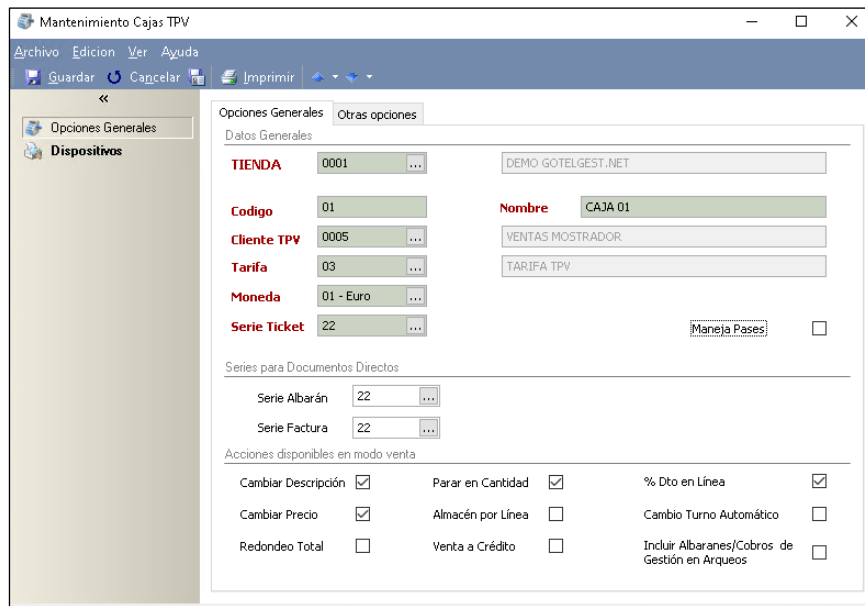 Mantenimiento Cajas TPV
Archivo Edicion Ver Ayuda
Guardar Cancelar Imprimir
«
Opciones Generales
Dispositivos
Opciones Generales Otras opciones
Datos Generales
TIENDA 0001 ... DEMO GOTELGEST.NET
Codigo 01 Nombre CAJA 01
Cliente TPV 0005 ... VENTAS MOSTRADOR
Tarifa 03 ... TARIFA TPV
Moneda 01 - Euro ...
Serie Ticket 22 ... Maneja Pases
Series para Documentos Directos
Serie Albarán 22 ...
Serie Factura 22 ...
Acciones disponibles en modo venta
Cambiar Descripción Parar en Cantidad % Dto en Línea
Cambiar Precio Almacén por Línea Cambio Turno Automático
Redondeo Total Venta a Crédito Incluir Albaranes/Cobros de
Gestión en Arqueos